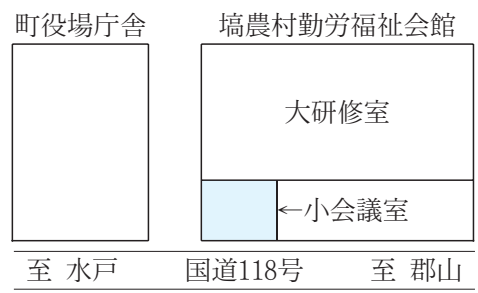 町役場庁舎
塙農村勤労福祉会館
大研修室
←小会議室
至 水戸 国道118号 至 郡山